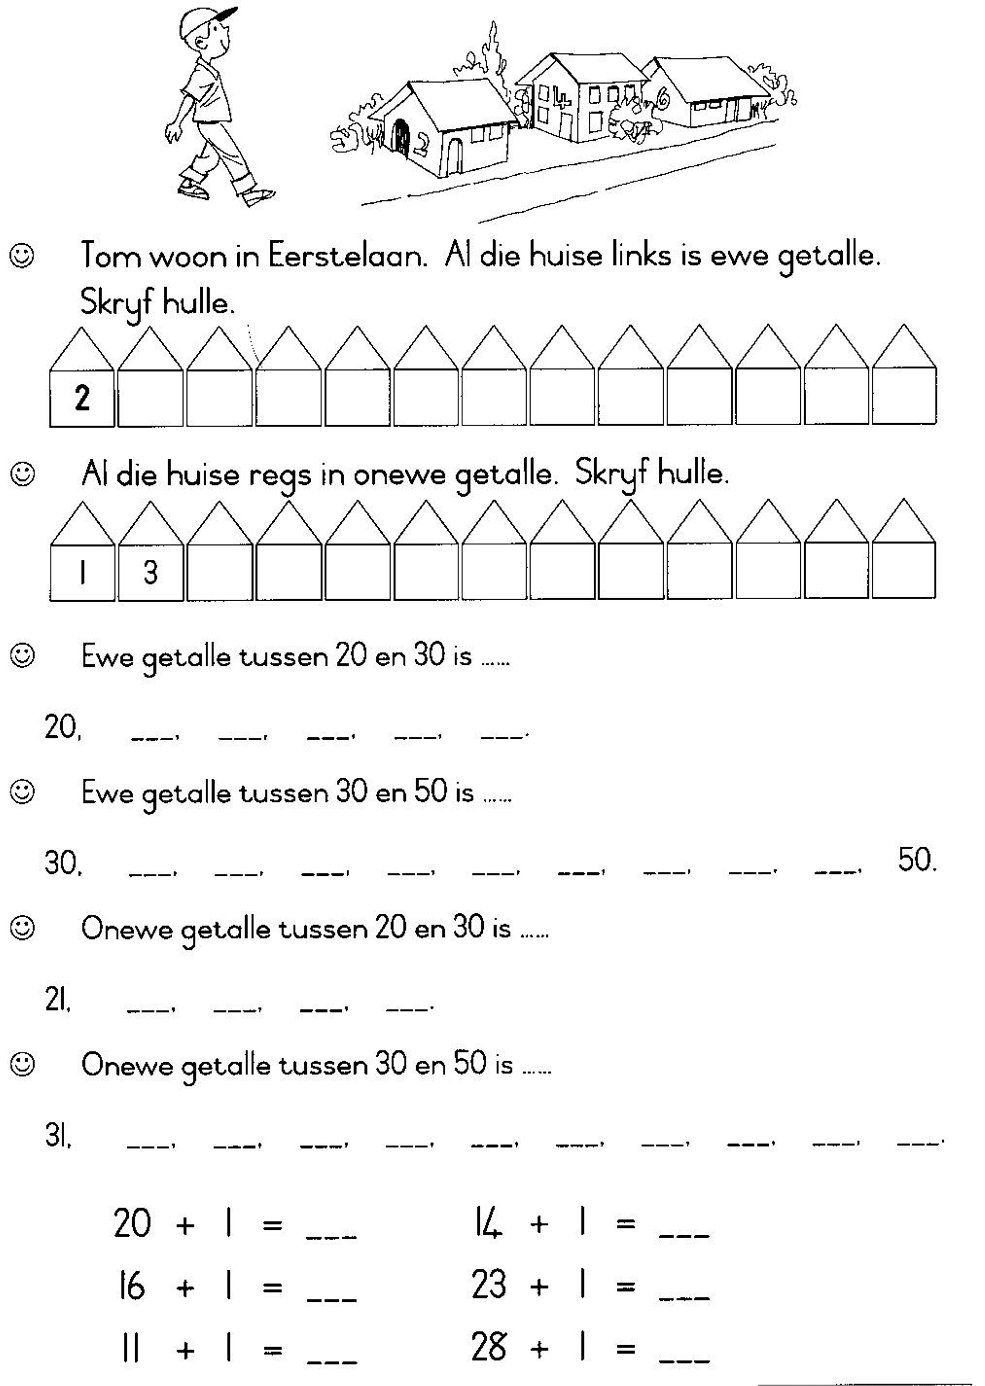 2 4 6
Tom woon in Eerstelaan. Al die huise links is ewe getalle.
Skryf hulle.
2
Al die huise regs in onewe getalle. Skryf hulle.
1 3
Ewe getalle tussen 20 en 30 is ......
20, ___, ___, ___, ___, ___.
Ewe getalle tussen 30 en 50 is ......
30, ___, ___, ___, ___, ___, ___, ___, ___, ___, 50.
Onewe getalle tussen 20 en 30 is ......
21, ___, ___, ___, ___.
Onewe getalle tussen 30 en 50 is ......
31, ___, ___, ___, ___, ___, ___, ___, ___, ___, ___.
20 + 1 = ___ 14 + 1 = ___
16 + 1 = ___ 23 + 1 = ___
11 + 1 = ___ 28 + 1 = ___